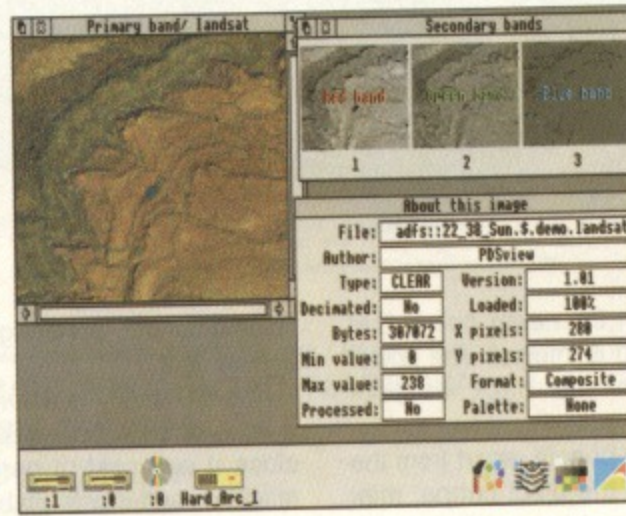 Primary band/ landsat
Secondary bands
Red band
Green band
Blue band
1
2
3
About this image
File: adfs::22_38_Sun.$.demo.landsat
Author: PDSview
Type: CLEAR Version: 1.01
Decimated: No Loaded: 100%
Bytes: 307072 X pixels: 280
Min value: 0 Y pixels: 274
Max value: 238 Format: Composite
Processed: No Palette: None
:1
:0
:0
Hard_Arc_1